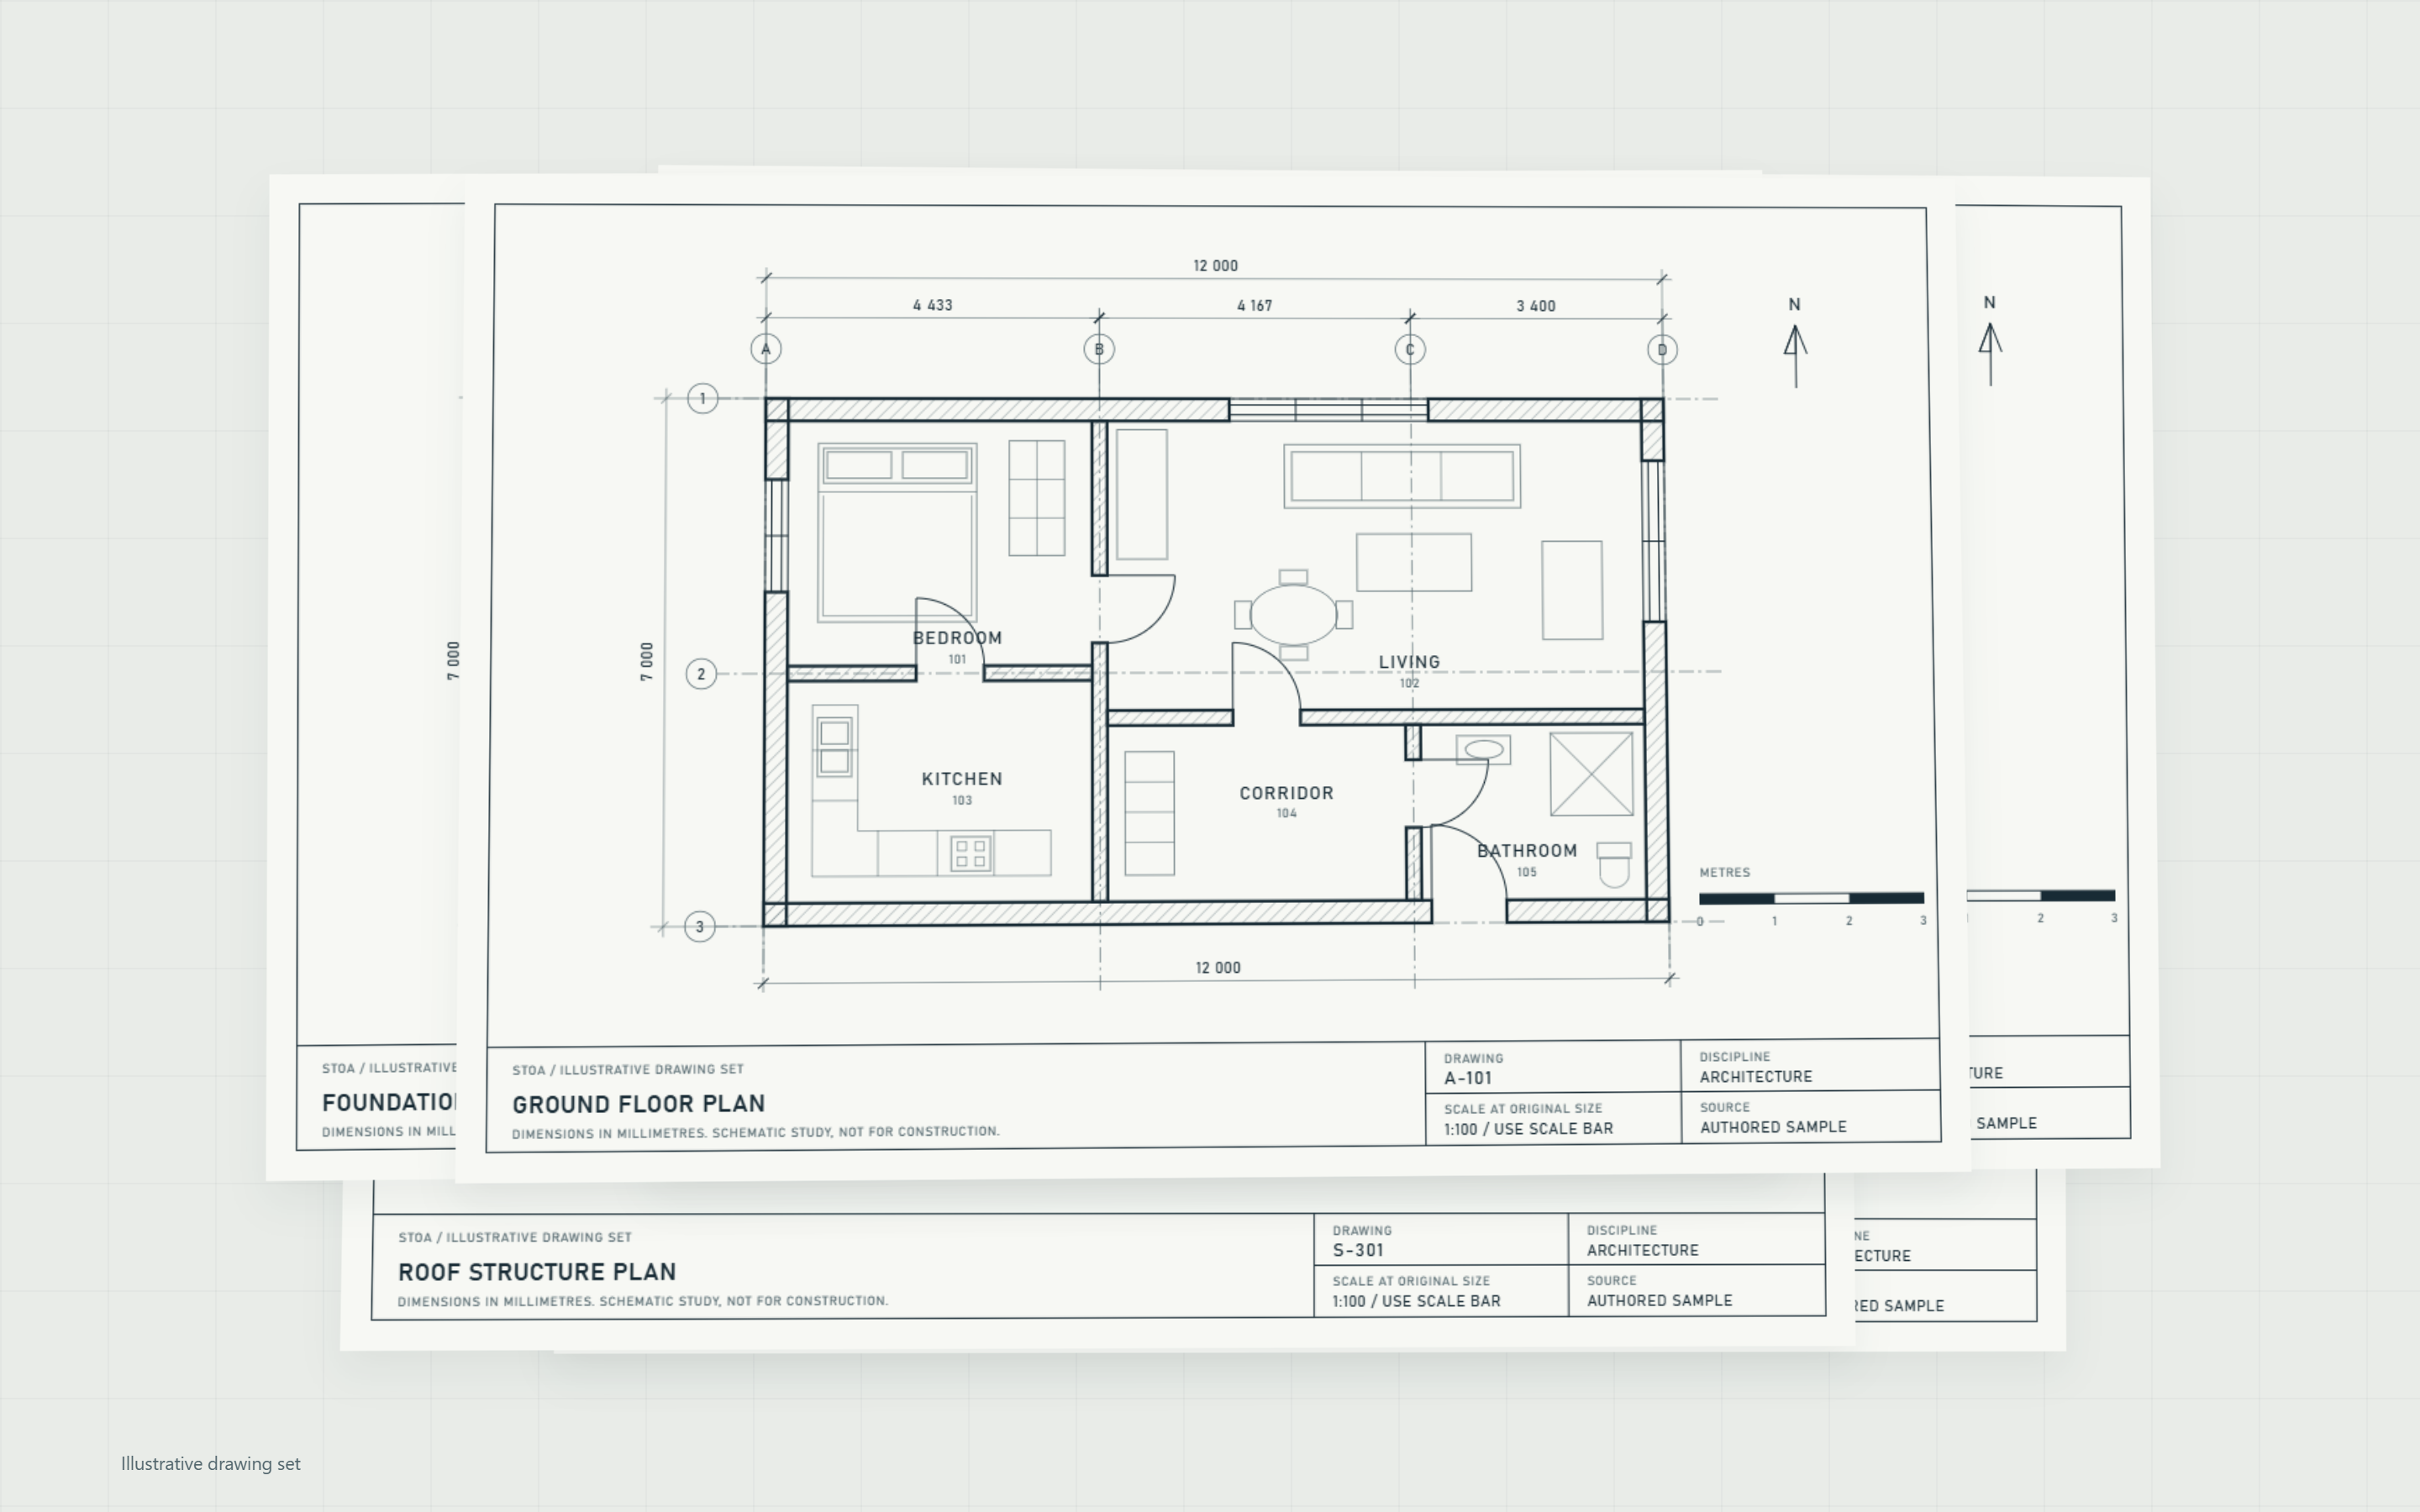 12 000
4 433
4 167
3 400
A
B
C
D
N
N
1
BEDROOM
101
LIVING
102
7 000
7 000
2
KITCHEN
103
CORRIDOR
104
BATHROOM
105
METRES
0
1
2
3
2
3
3
12 000
STOA / ILLUSTRATIVE
FOUNDATIO
DIMENSIONS IN MILL
STOA / ILLUSTRATIVE DRAWING SET
GROUND FLOOR PLAN
DIMENSIONS IN MILLIMETRES. SCHEMATIC STUDY, NOT FOR CONSTRUCTION.
DRAWING
A-101
DISCIPLINE
ARCHITECTURE
SCALE AT ORIGINAL SIZE
1:100 / USE SCALE BAR
SOURCE
AUTHORED SAMPLE
TURE
SAMPLE
STOA / ILLUSTRATIVE DRAWING SET
ROOF STRUCTURE PLAN
DIMENSIONS IN MILLIMETRES. SCHEMATIC STUDY, NOT FOR CONSTRUCTION.
DRAWING
S-301
DISCIPLINE
ARCHITECTURE
SCALE AT ORIGINAL SIZE
1:100 / USE SCALE BAR
SOURCE
AUTHORED SAMPLE
NE
ECTURE
RED SAMPLE
Illustrative drawing set